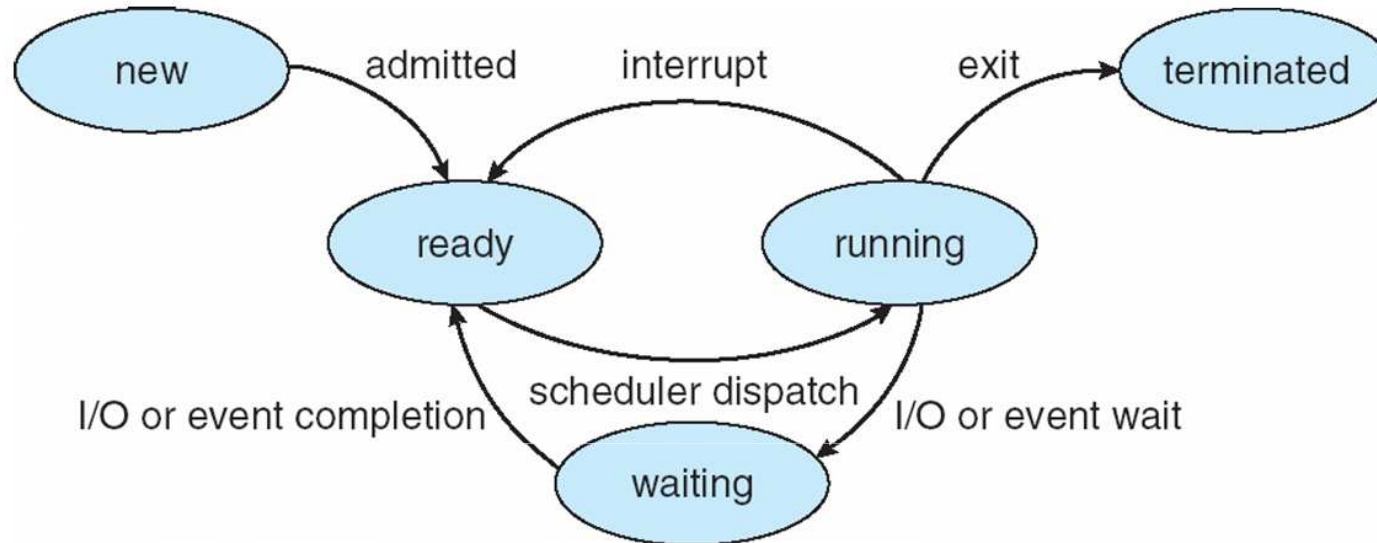 new
admitted
interrupt
exit
terminated
ready
running
scheduler dispatch
I/O or event completion
I/O or event wait
waiting